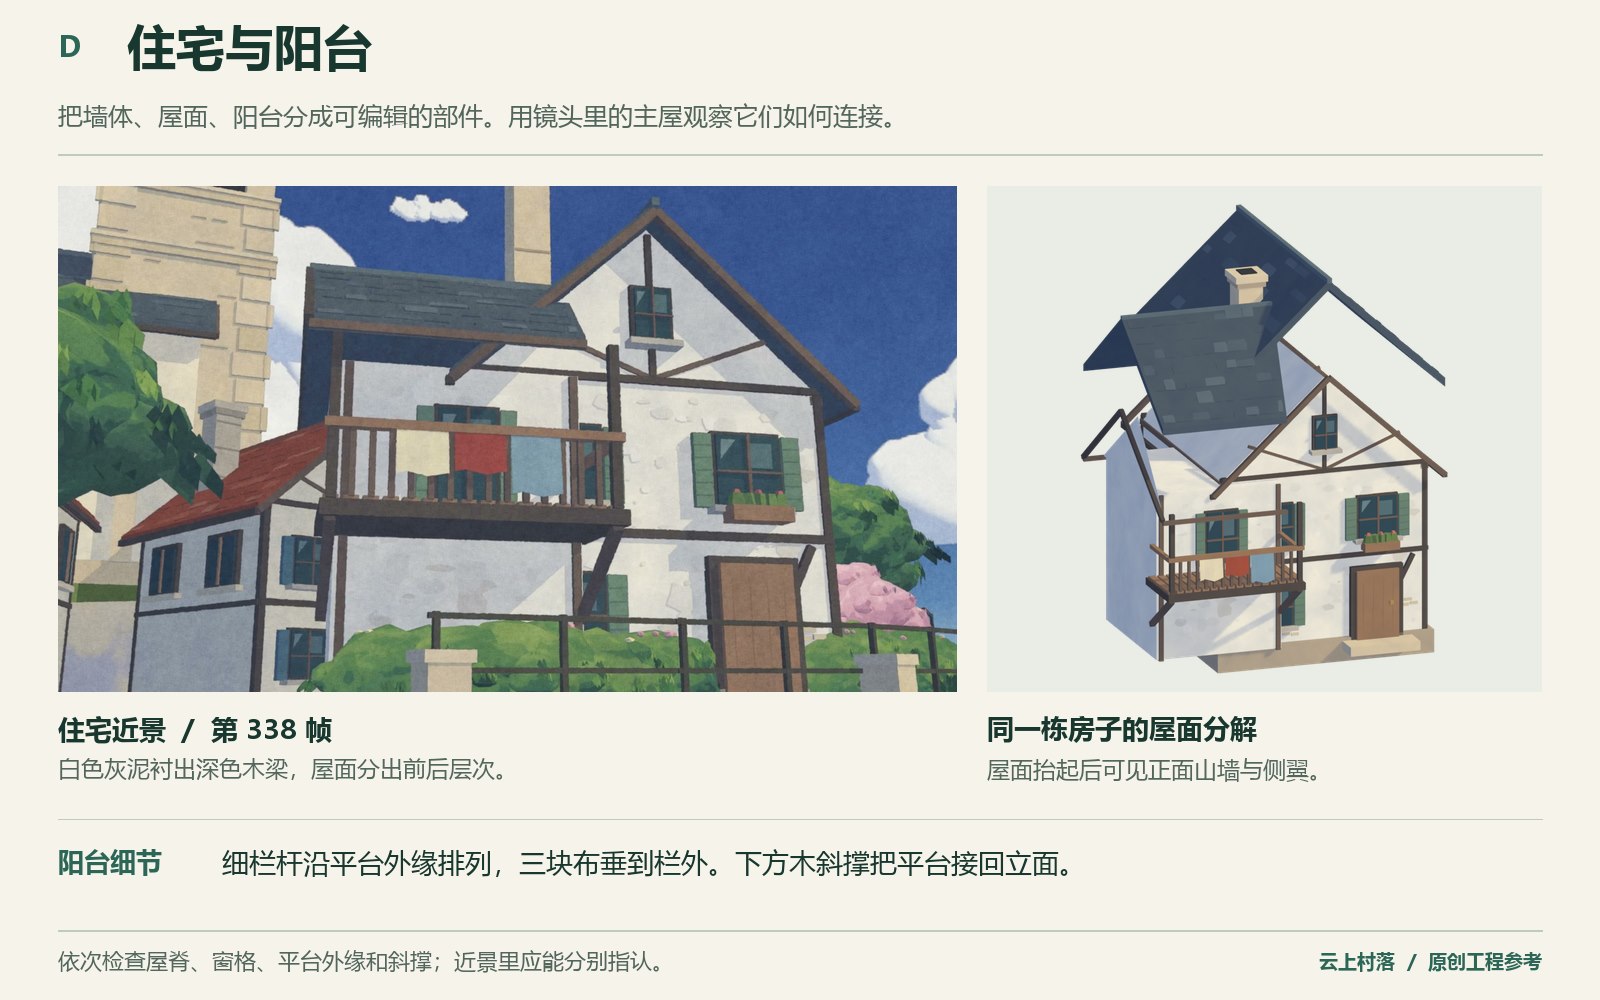 D 住宅与阳台
把墙体、屋面、阳台分成可编辑的部件。用镜头里的主屋观察它们如何连接。
住宅近景 / 第 338 帧
白色灰泥衬出深色木梁，屋面分出前后层次。
同一栋房子的屋面分解
屋面抬起后可见正面山墙与侧翼。
阳台细节 细栏杆沿平台外缘排列，三块布垂到栏外。下方木斜撑把平台接回立面。
依次检查屋脊、窗格、平台外缘和斜撑；近景里应能分别指认。
云上村落 / 原创工程参考